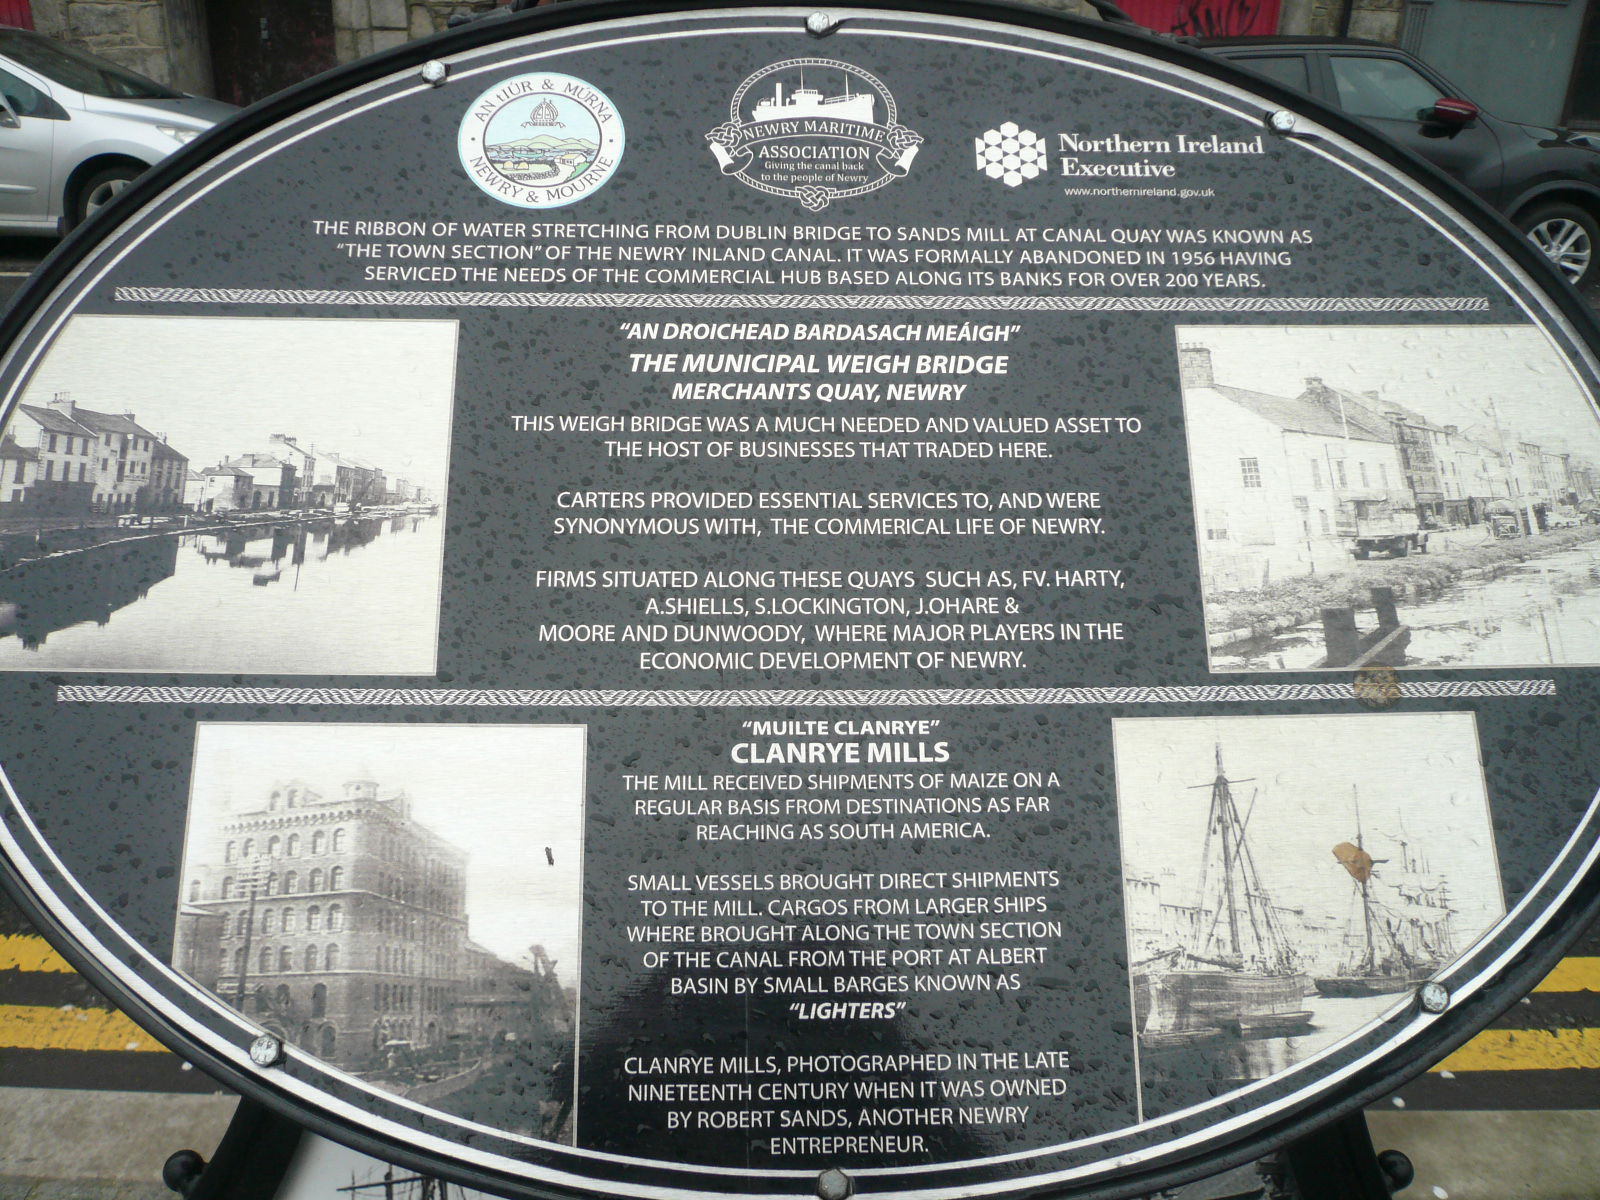 AN tIÚR & MÚRNA
NEWRY & MOURNE
NEWRY MARITIME
ASSOCIATION
Giving the canal back
to the people of Newry
Northern Ireland
Executive
www.northernireland.gov.uk
THE RIBBON OF WATER STRETCHING FROM DUBLIN BRIDGE TO SANDS MILL AT CANAL QUAY WAS KNOWN AS
“THE TOWN SECTION” OF THE NEWRY INLAND CANAL. IT WAS FORMALLY ABANDONED IN 1956 HAVING
SERVICED THE NEEDS OF THE COMMERCIAL HUB BASED ALONG ITS BANKS FOR OVER 200 YEARS.
“AN DROICHEAD BARDASACH MEÁIGH”
THE MUNICIPAL WEIGH BRIDGE
MERCHANTS QUAY, NEWRY
THIS WEIGH BRIDGE WAS A MUCH NEEDED AND VALUED ASSET TO
THE HOST OF BUSINESSES THAT TRADED HERE.
CARTERS PROVIDED ESSENTIAL SERVICES TO, AND WERE
SYNONYMOUS WITH, THE COMMERICAL LIFE OF NEWRY.
FIRMS SITUATED ALONG THESE QUAYS SUCH AS, FV. HARTY,
A.SHIELLS, S.LOCKINGTON, J.OHARE &
MOORE AND DUNWOODY, WHERE MAJOR PLAYERS IN THE
ECONOMIC DEVELOPMENT OF NEWRY.
“MUILTE CLANRYE”
CLANRYE MILLS
THE MILL RECEIVED SHIPMENTS OF MAIZE ON A
REGULAR BASIS FROM DESTINATIONS AS FAR
REACHING AS SOUTH AMERICA.
SMALL VESSELS BROUGHT DIRECT SHIPMENTS
TO THE MILL. CARGOS FROM LARGER SHIPS
WHERE BROUGHT ALONG THE TOWN SECTION
OF THE CANAL FROM THE PORT AT ALBERT
BASIN BY SMALL BARGES KNOWN AS
“LIGHTERS”
CLANRYE MILLS, PHOTOGRAPHED IN THE LATE
NINETEENTH CENTURY WHEN IT WAS OWNED
BY ROBERT SANDS, ANOTHER NEWRY
ENTREPRENEUR.